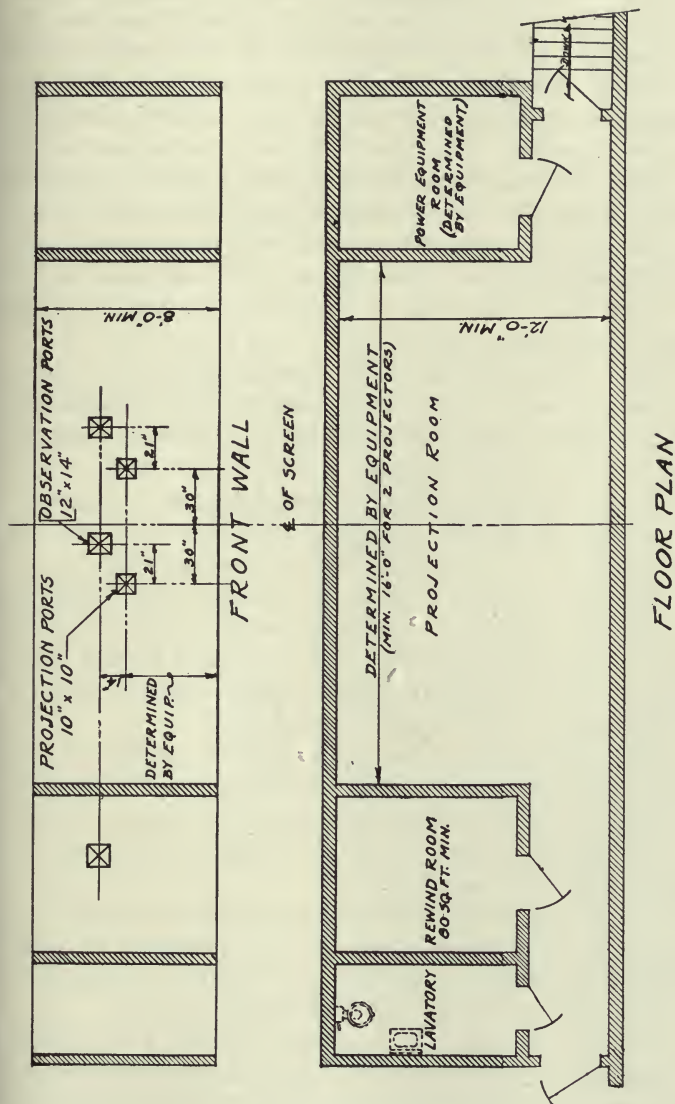 PROJECTION PORTS
10" x 10"
OBSERVATION PORTS
12" x 14"
8'-0" MIN.
14"
21"
21"
30"
30"
DETERMINED
BY EQUIP.
FRONT WALL
℄ OF SCREEN
LAVATORY
REWIND ROOM
80 SQ. FT. MIN.
DETERMINED BY EQUIPMENT
(MIN. 16'-0" FOR 2 PROJECTORS)
PROJECTION ROOM
12'-0" MIN.
POWER EQUIPMENT
ROOM
(DETERMINED
BY EQUIPMENT)
DOWN
FLOOR PLAN